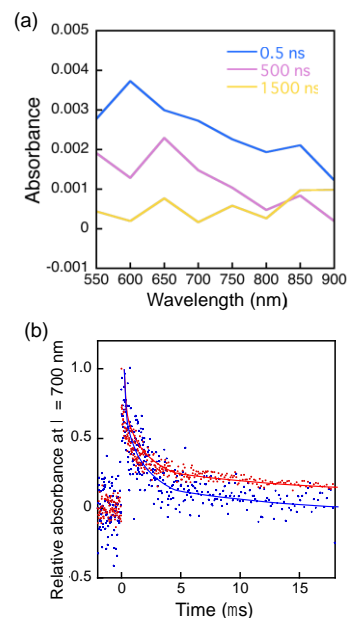 (a)
0.005
0.004
0.003
0.002
0.001
0
-0.001
Absorbance
0.5 ns
500 ns
1500 ns
550 600 650 700 750 800 850 900
Wavelength (nm)
(b)
Relative absorbance at l = 700 nm
1.0
0.5
0
0.5
0 5 10 15
Time (ms)